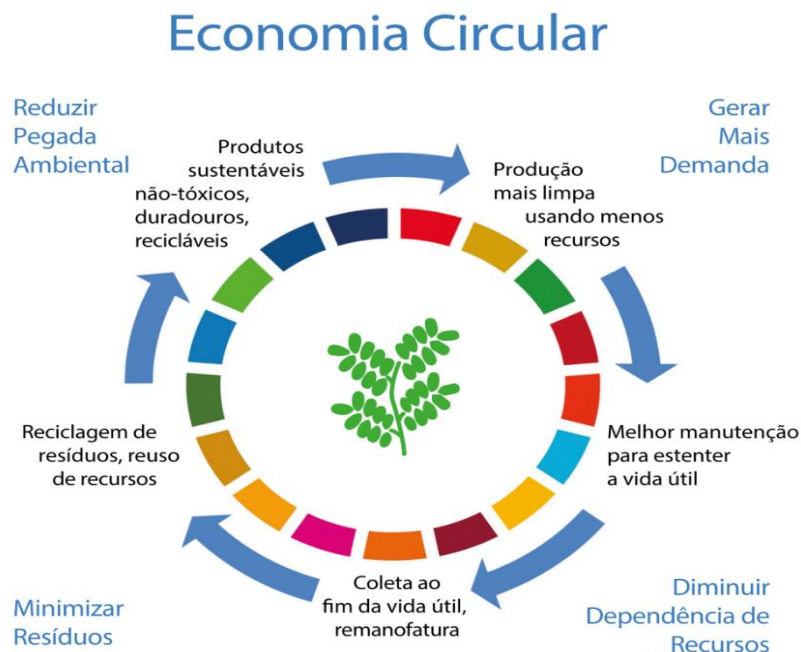 Economia Circular
Reduzir
Pegada
Ambiental
Gerar
Mais
Demanda
Produtos
sustentáveis
não-tóxicos,
duradouros,
recicláveis
Produção
mais limpa
usando menos
recursos
Melhor manutenção
para estenter
a vida útil
Coleta ao
fim da vida útil,
remanofatura
Reciclagem de
resíduos, reuso
de recursos
Minimizar
Resíduos
Diminuir
Dependência de
Recursos